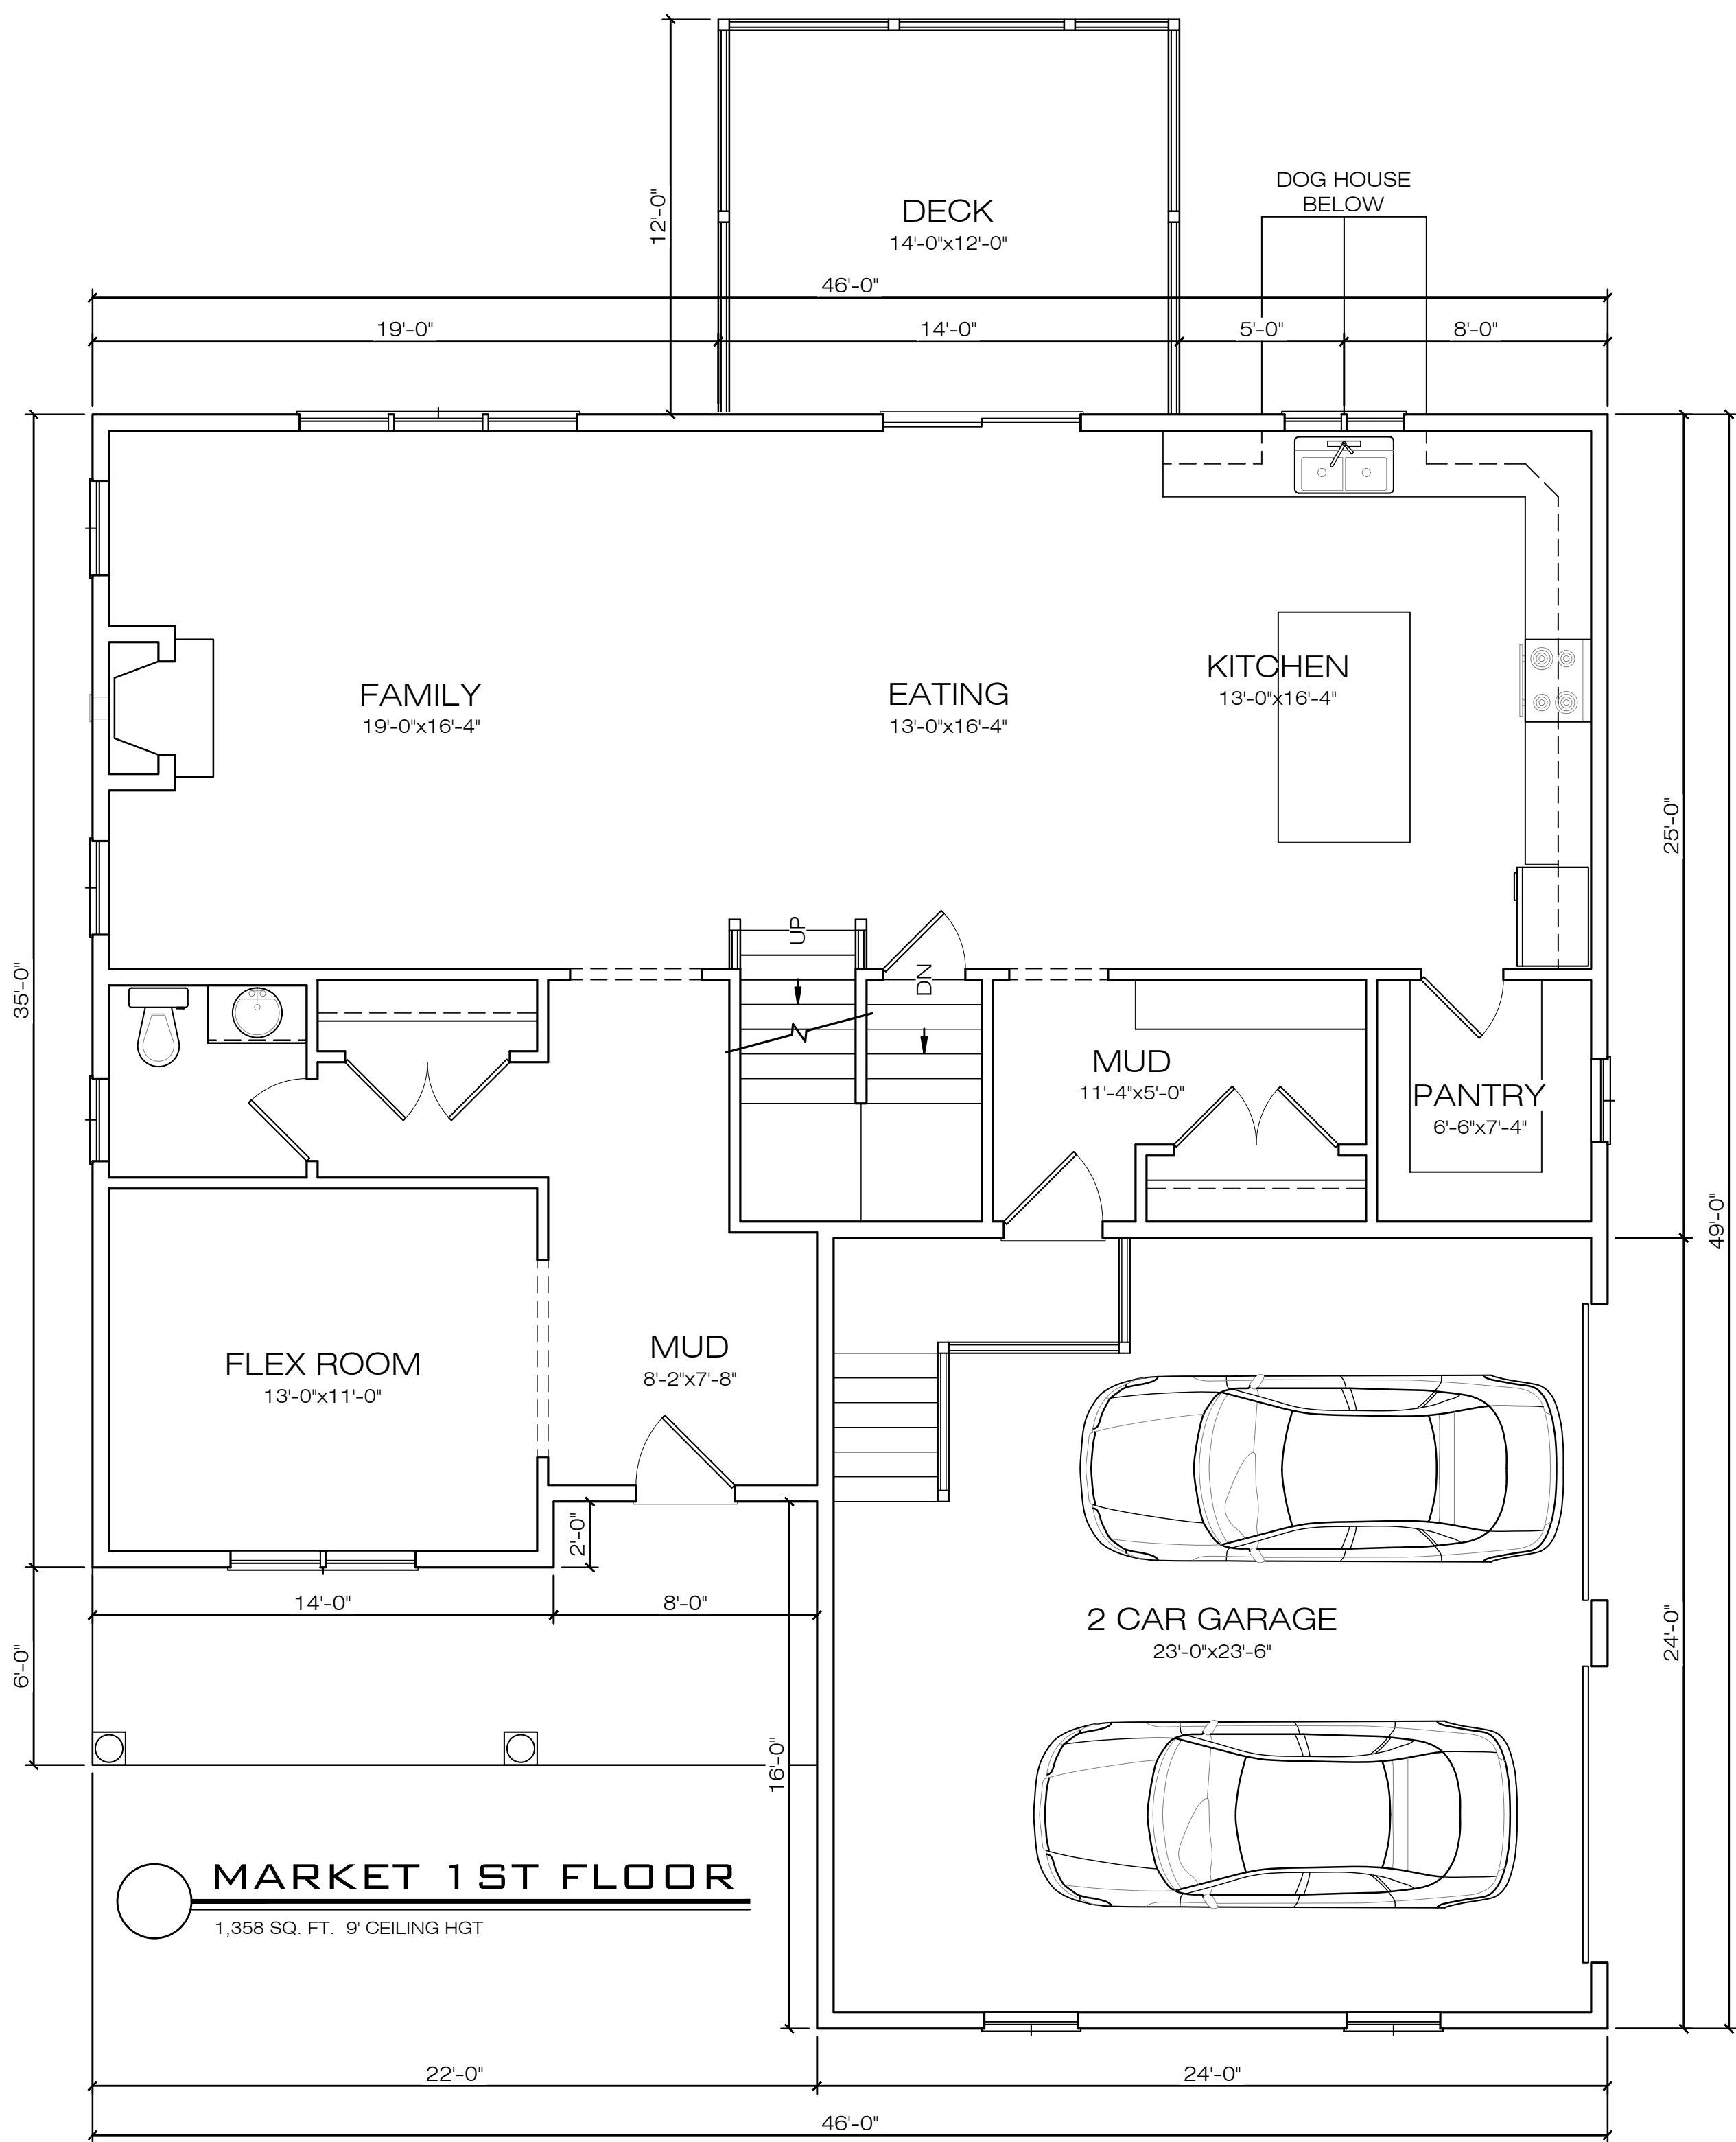 12'-0"
DECK
14'-0"x12'-0"
DOG HOUSE
BELOW
46'-0"
19'-0"
14'-0"
5'-0"
8'-0"
FAMILY
19'-0"x16'-4"
EATING
13'-0"x16'-4"
KITCHEN
13'-0"x16'-4"
25'-0"
35'-0"
UP
DN
MUD
11'-4"x5'-0"
PANTRY
6'-6"x7'-4"
49'-0"
FLEX ROOM
13'-0"x11'-0"
MUD
8'-2"x7'-8"
2'-0"
14'-0"
8'-0"
6'-0"
2 CAR GARAGE
23'-0"x23'-6"
24'-0"
16'-0"
MARKET 1ST FLOOR
1,358 SQ. FT. 9' CEILING HGT
22'-0"
24'-0"
46'-0"